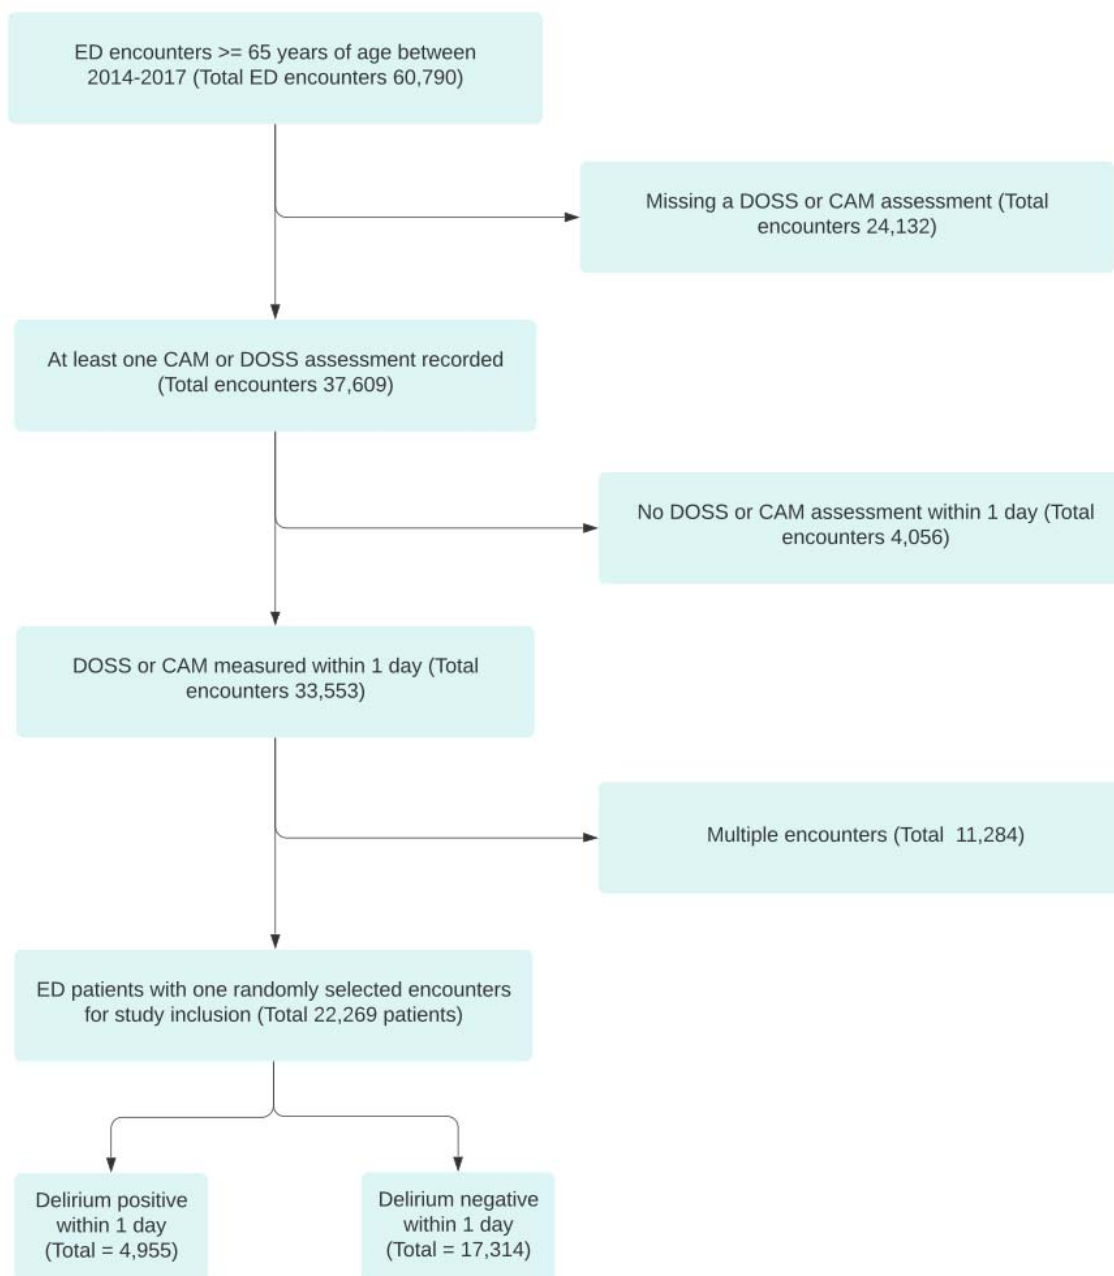 ED encounters >= 65 years of age between
2014-2017 (Total ED encounters 60,790)
Missing a DOSS or CAM assessment (Total
encounters 24,132)
At least one CAM or DOSS assessment recorded
(Total encounters 37,609)
No DOSS or CAM assessment within 1 day (Total
encounters 4,056)
DOSS or CAM measured within 1 day (Total
encounters 33,553)
Multiple encounters (Total 11,284)
ED patients with one randomly selected encounters
for study inclusion (Total 22,269 patients)
Delirium positive
within 1 day
(Total = 4,955)
Delirium negative
within 1 day
(Total = 17,314)